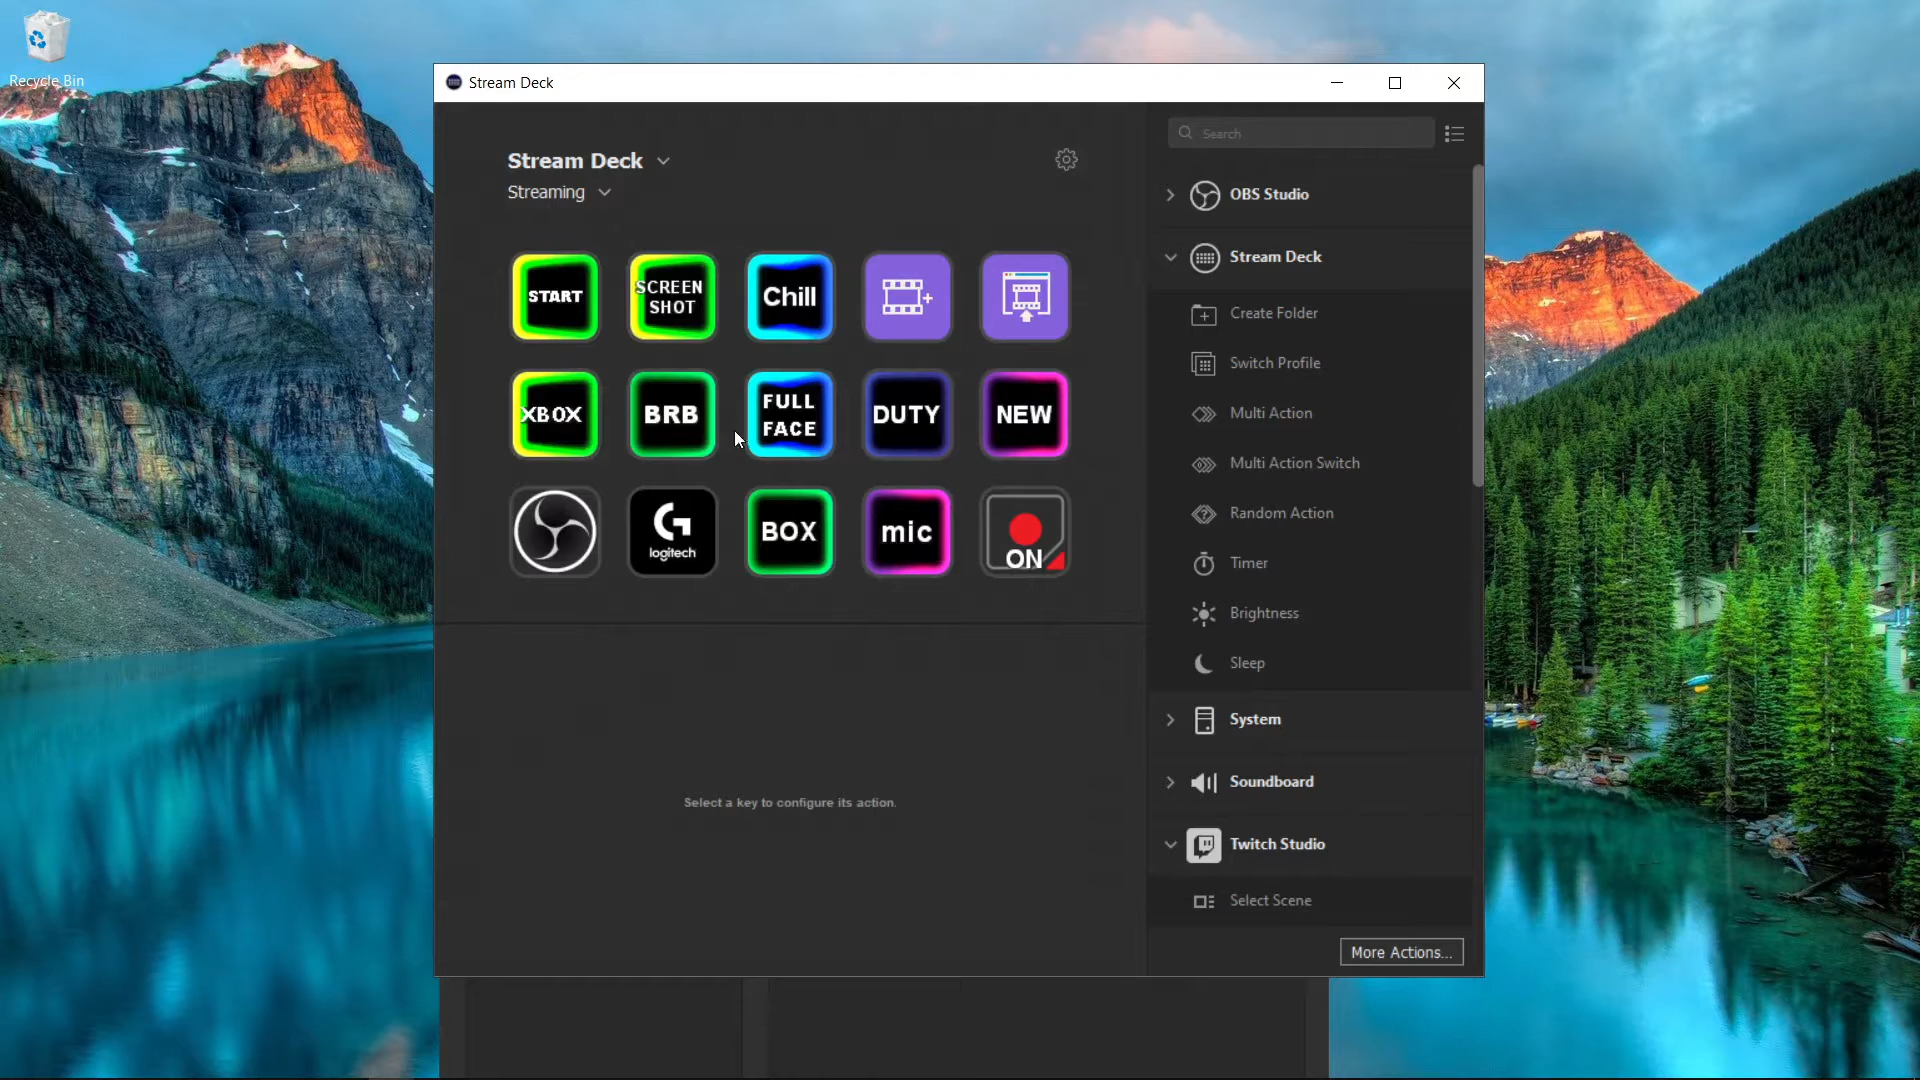 Recycle Bin
Stream Deck
Stream Deck
Streaming
START
SCREEN
SHOT
Chill
XBOX
BRB
FULL
FACE
DUTY
NEW
logitech
BOX
mic
ON
Select a key to configure its action.
Search
OBS Studio
Stream Deck
Create Folder
Switch Profile
Multi Action
Multi Action Switch
Random Action
Timer
Brightness
Sleep
System
Soundboard
Twitch Studio
Select Scene
More Actions...